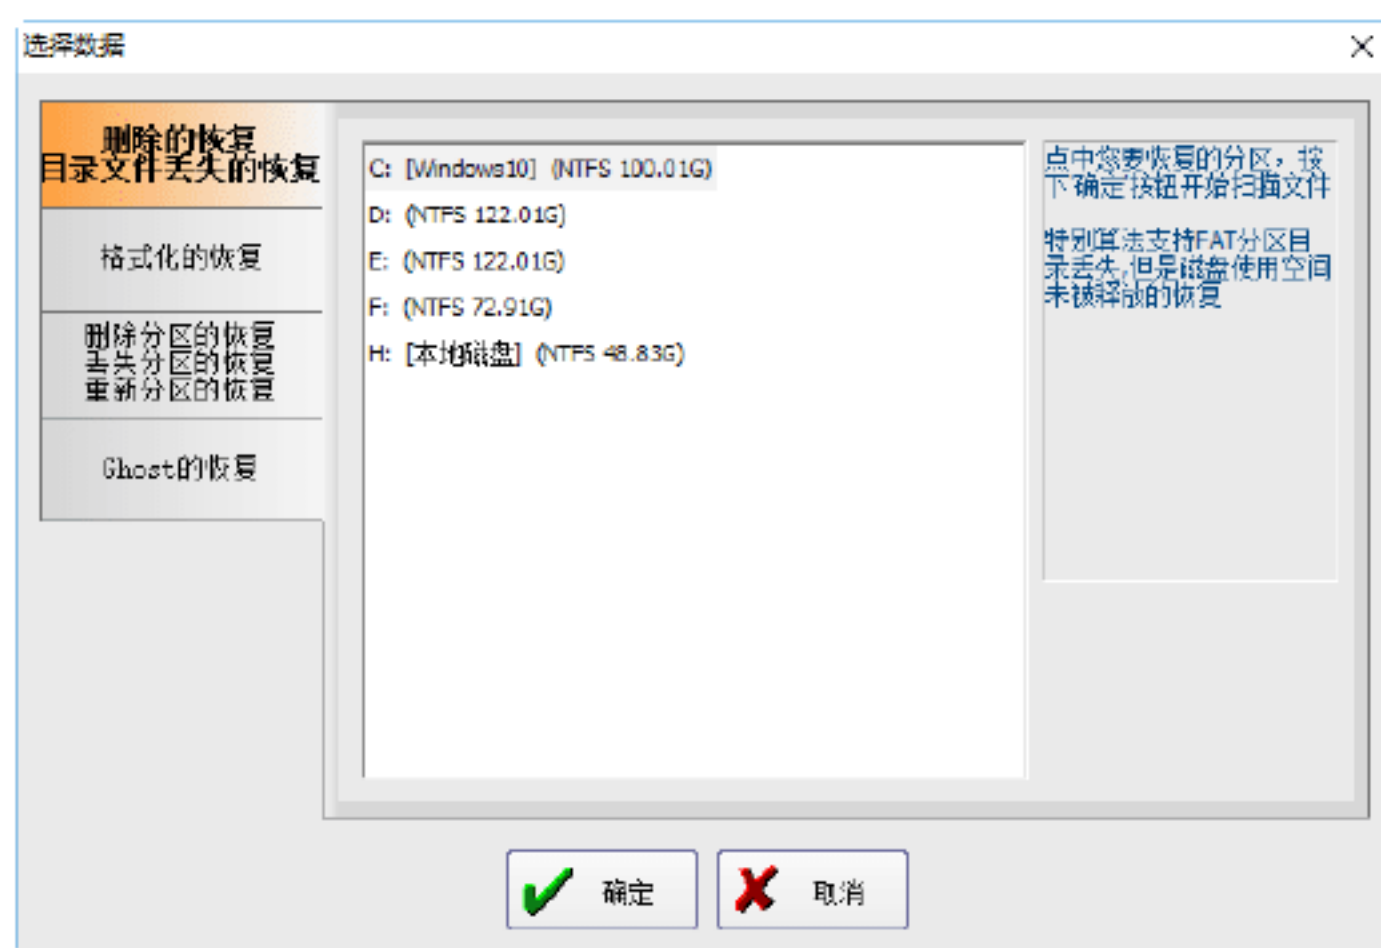 选择数据
删除的恢复
目录文件丢失的恢复
格式化的恢复
删除分区的恢复
丢失分区的恢复
重新分区的恢复
Ghost的恢复
C: [Windows10] (NTFS 100.01G)
D: (NTFS 122.01G)
E: (NTFS 122.01G)
F: (NTFS 72.91G)
H: [本地磁盘] (NTFS 48.83G)
点中您要恢复的分区，按
下确定按钮开始扫描文件
特别算法支持FAT分区目
录丢失,但是磁盘使用空间
未被释放的恢复
确定
取消